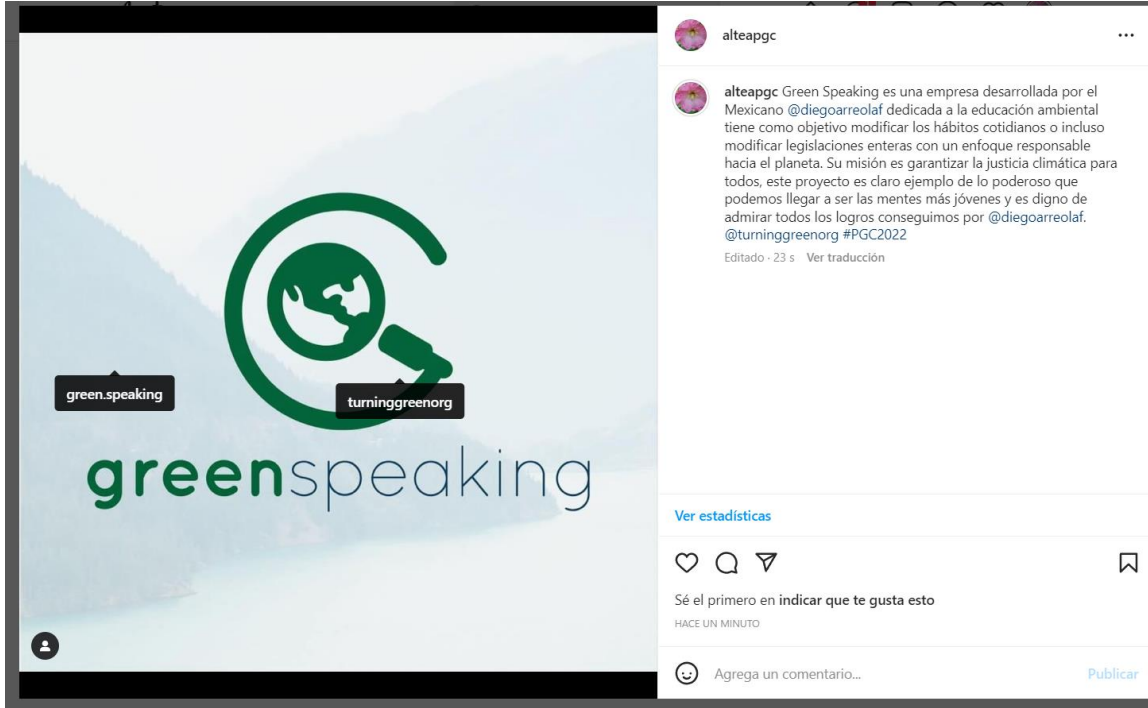 green.speaking
turninggreenorg
greenspeaking
alteapgc
alteapgc Green Speaking es una empresa desarrollada por el
Mexicano @diegoarreolaf dedicada a la educación ambiental
tiene como objetivo modificar los hábitos cotidianos o incluso
modificar legislaciones enteras con un enfoque responsable
hacia el planeta. Su misión es garantizar la justicia climática para
todos, este proyecto es claro ejemplo de lo poderoso que
podemos llegar a ser las mentes más jóvenes y es digno de
admirar todos los logros conseguimos por @diegoarreolaf.
@turninggreenorg #PGC2022
Editado · 23 s Ver traducción
Ver estadísticas
Sé el primero en indicar que te gusta esto
HACE UN MINUTO
Agrega un comentario... Publicar